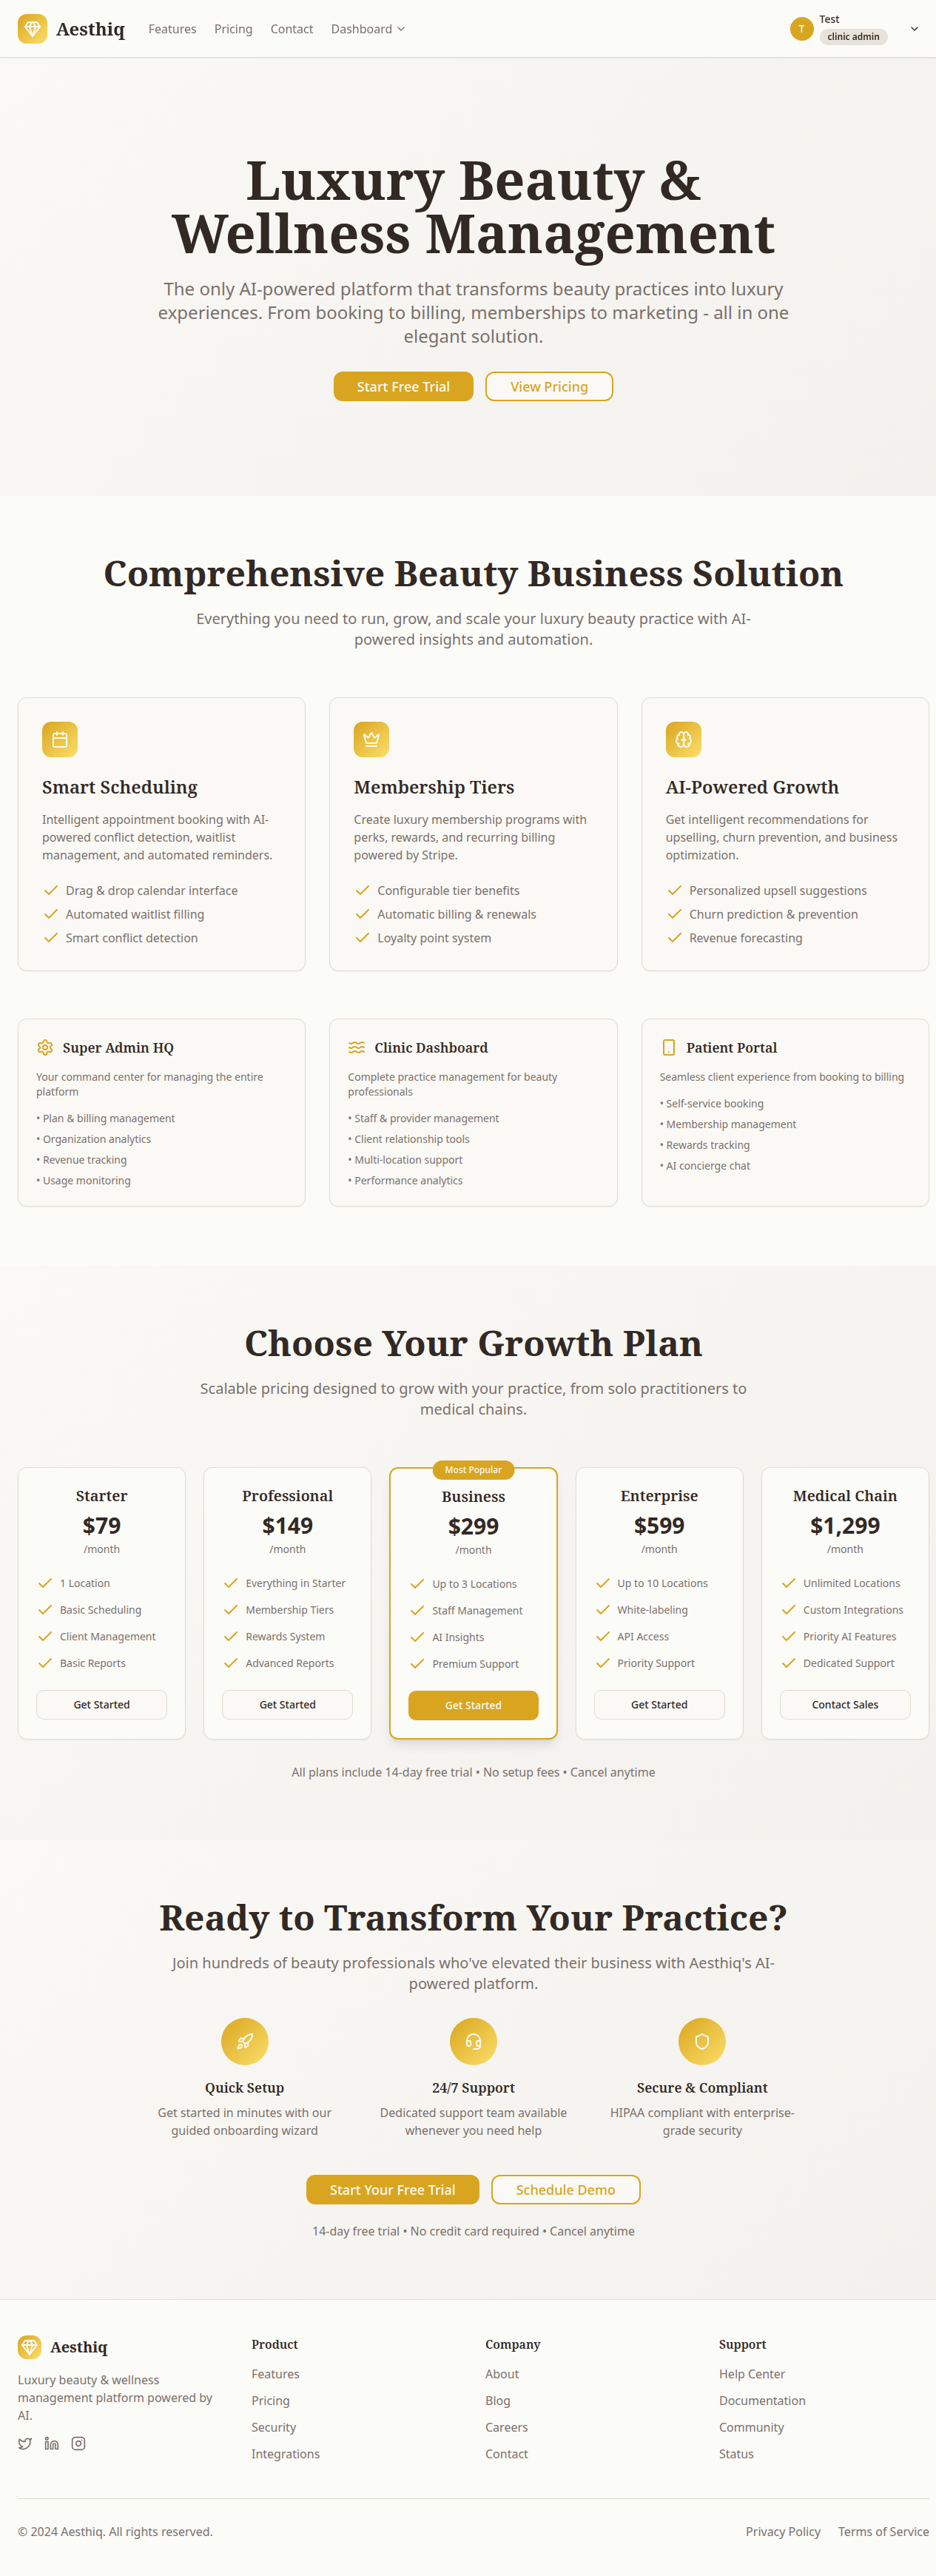 Aesthiq
Features
Pricing
Contact
Dashboard
T
Test
clinic admin
Luxury Beauty &
Wellness Management
The only AI-powered platform that transforms beauty practices into luxury
experiences. From booking to billing, memberships to marketing - all in one
elegant solution.
Start Free Trial
View Pricing
Comprehensive Beauty Business Solution
Everything you need to run, grow, and scale your luxury beauty practice with AI-
powered insights and automation.
Smart Scheduling
Intelligent appointment booking with AI-
powered conflict detection, waitlist
management, and automated reminders.
Drag & drop calendar interface
Automated waitlist filling
Smart conflict detection
Membership Tiers
Create luxury membership programs with
perks, rewards, and recurring billing
powered by Stripe.
Configurable tier benefits
Automatic billing & renewals
Loyalty point system
AI-Powered Growth
Get intelligent recommendations for
upselling, churn prevention, and business
optimization.
Personalized upsell suggestions
Churn prediction & prevention
Revenue forecasting
Super Admin HQ
Your command center for managing the entire
platform
• Plan & billing management
• Organization analytics
• Revenue tracking
• Usage monitoring
Clinic Dashboard
Complete practice management for beauty
professionals
• Staff & provider management
• Client relationship tools
• Multi-location support
• Performance analytics
Patient Portal
Seamless client experience from booking to billing
• Self-service booking
• Membership management
• Rewards tracking
• AI concierge chat
Choose Your Growth Plan
Scalable pricing designed to grow with your practice, from solo practitioners to
medical chains.
Starter
$79
/month
1 Location
Basic Scheduling
Client Management
Basic Reports
Get Started
Professional
$149
/month
Everything in Starter
Membership Tiers
Rewards System
Advanced Reports
Get Started
Most Popular
Business
$299
/month
Up to 3 Locations
Staff Management
AI Insights
Premium Support
Get Started
Enterprise
$599
/month
Up to 10 Locations
White-labeling
API Access
Priority Support
Get Started
Medical Chain
$1,299
/month
Unlimited Locations
Custom Integrations
Priority AI Features
Dedicated Support
Contact Sales
All plans include 14-day free trial • No setup fees • Cancel anytime
Ready to Transform Your Practice?
Join hundreds of beauty professionals who've elevated their business with Aesthiq's AI-
powered platform.
Quick Setup
Get started in minutes with our
guided onboarding wizard
24/7 Support
Dedicated support team available
whenever you need help
Secure & Compliant
HIPAA compliant with enterprise-
grade security
Start Your Free Trial
Schedule Demo
14-day free trial • No credit card required • Cancel anytime
Aesthiq
Luxury beauty & wellness
management platform powered by
AI.
Product
Features
Pricing
Security
Integrations
Company
About
Blog
Careers
Contact
Support
Help Center
Documentation
Community
Status
© 2024 Aesthiq. All rights reserved.
Privacy Policy
Terms of Service